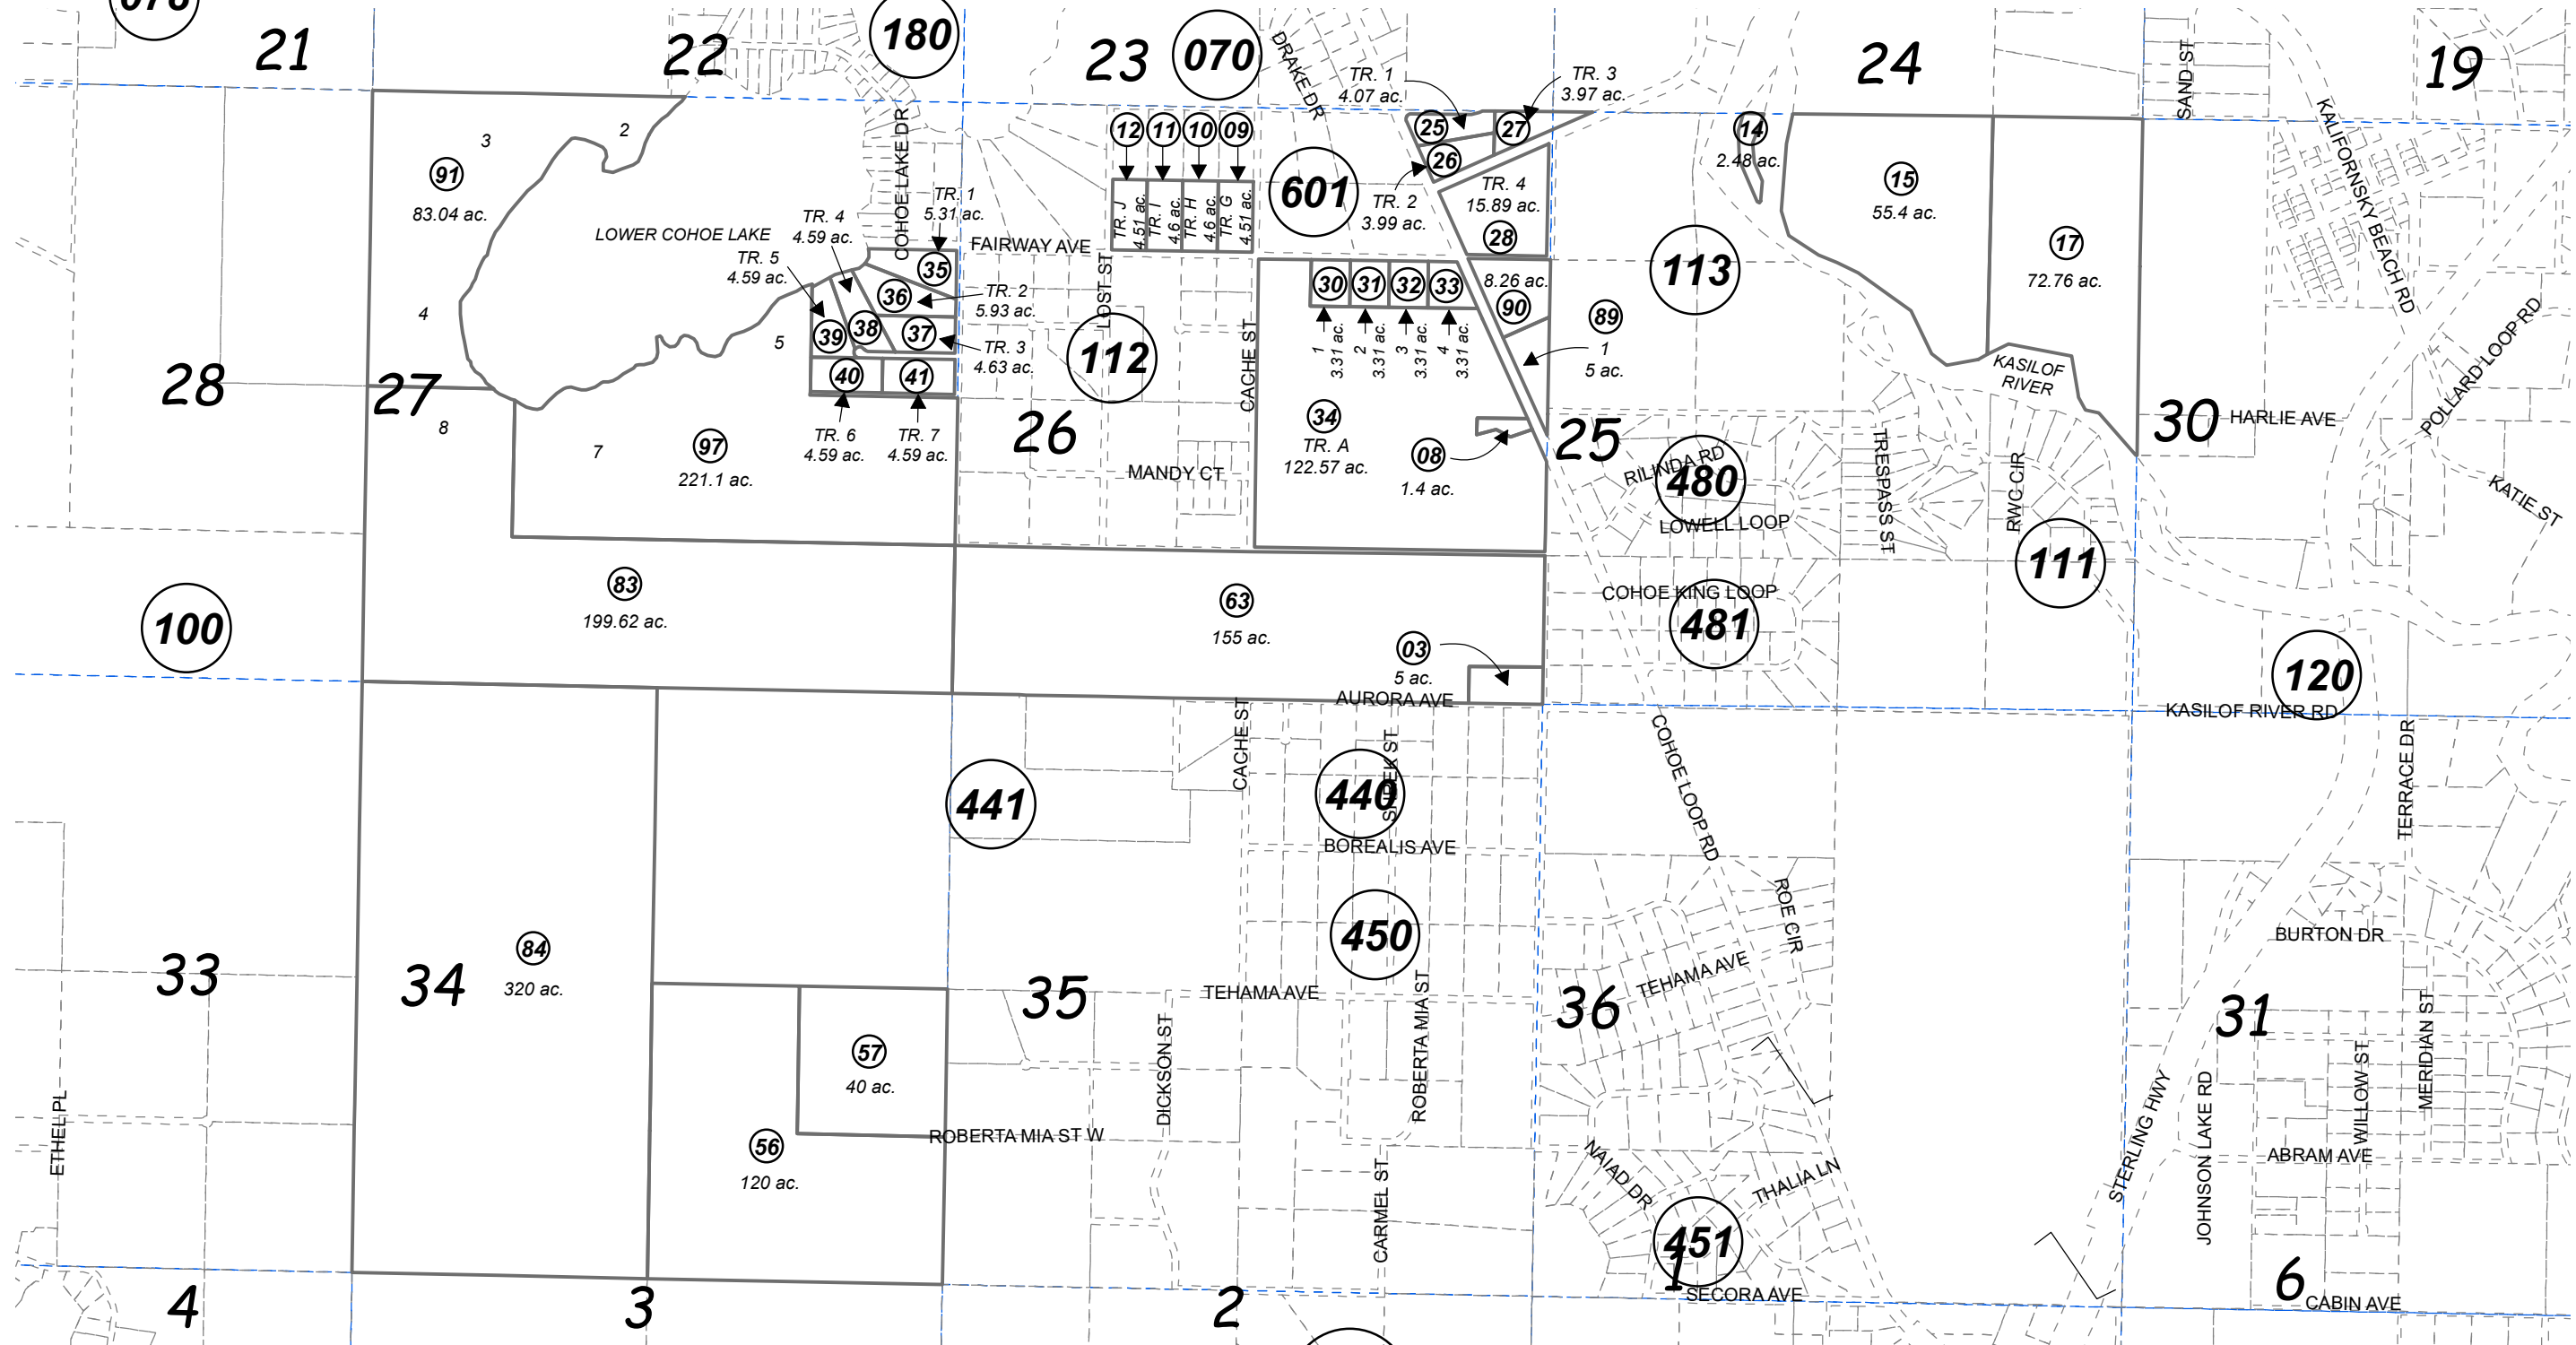 078
21
22
180
23
070
24
19
DRAKE DR
SAND ST
KALIFORNSKY BEACH RD
TR. 1
4.07 ac.
TR. 3
3.97 ac.
3
2
91
83.04 ac.
COHOE LAKE DR
12
11
10
09
TR. J
4.51 ac.
TR. I
4.6 ac.
TR. H
4.6 ac.
TR. G
4.51 ac.
601
25
27
26
TR. 2
3.99 ac.
TR. 4
15.89 ac.
28
14
2.48 ac.
15
55.4 ac.
17
72.76 ac.
113
LOWER COHOE LAKE
TR. 4
4.59 ac.
TR. 5
4.59 ac.
TR. 1
5.31 ac.
FAIRWAY AVE
35
36
TR. 2
5.93 ac.
37
TR. 3
4.63 ac.
38
39
40
41
TR. 6
4.59 ac.
TR. 7
4.59 ac.
4
5
8
7
LOST ST
112
CACHE ST
30
31
32
33
1
3.31 ac.
2
3.31 ac.
3
3.31 ac.
4
3.31 ac.
8.26 ac.
90
89
1
5 ac.
KASILOF
RIVER
POLLARD LOOP RD
28
27
26
25
30
HARLIE AVE
97
221.1 ac.
MANDY CT
34
TR. A
122.57 ac.
08
1.4 ac.
RILINDA RD
480
LOWELL LOOP
TRESPASS ST
RWC CIR
KATIE ST
111
100
83
199.62 ac.
63
155 ac.
03
5 ac.
COHOE KING LOOP
481
120
AURORA AVE
KASILOF RIVER RD
CACHE ST
441
440
BOREALIS AVE
COHOE LOOP RD
TERRACE DR
450
ROE CIR
BURTON DR
TEHAMA AVE
33
34
84
320 ac.
35
TEHAMA AVE
36
31
57
40 ac.
DICKSON ST
ROBERTA MIA ST
MERIDIAN ST
WILLOW ST
ETHEL PL
ROBERTA MIA ST W
56
120 ac.
CARMEL ST
NAIAD DR
THALIA LN
STERLING HWY
JOHNSON LAKE RD
ABRAM AVE
451
4
3
2
1
SECORA AVE
6
CABIN AVE